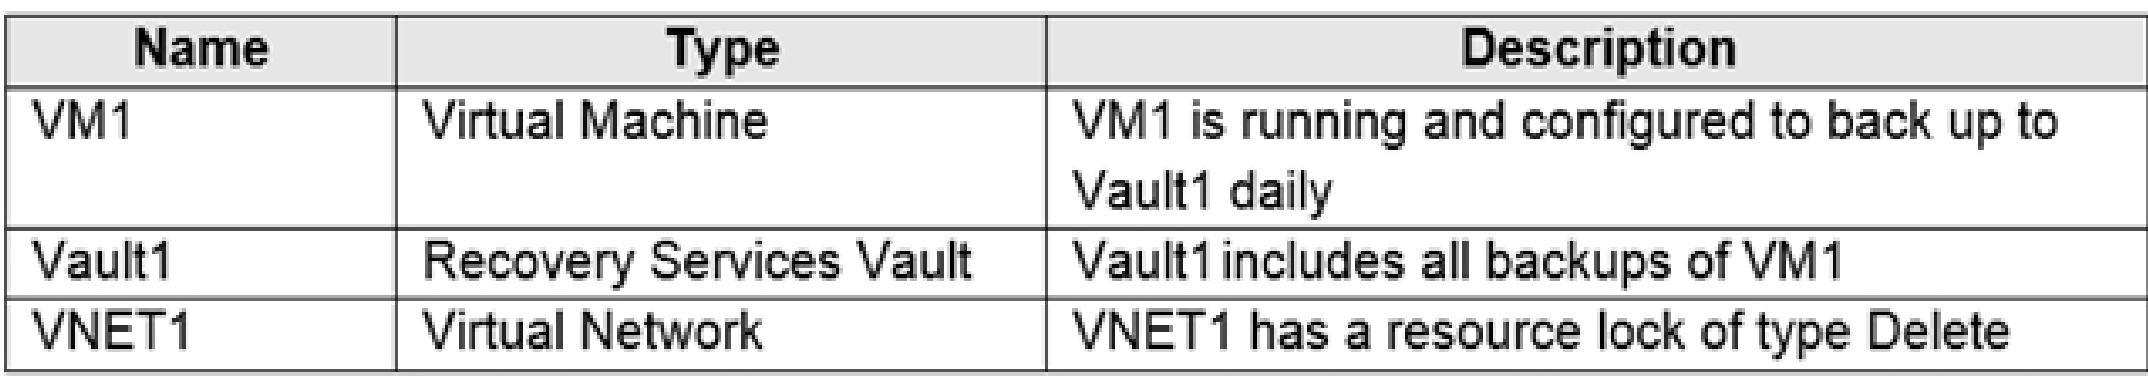 Name Type Description
VM1 Virtual Machine VM1 is running and configured to back up to
Vault1 daily
Vault1 Recovery Services Vault Vault1 includes all backups of VM1
VNET1 Virtual Network VNET1 has a resource lock of type Delete